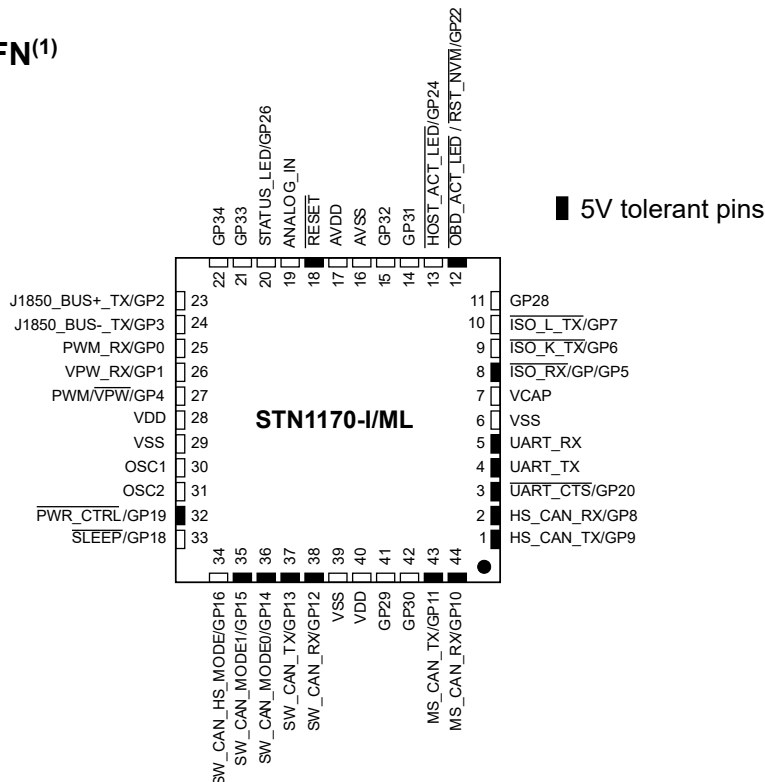 FN(1)
GP34
GP33
STATUS_LED/GP26
ANALOG_IN
RESET
AVDD
AVSS
GP32
GP31
HOST_ACT_LED/GP24
OBD_ACT_LED / RST_NVM/GP22
5V tolerant pins
22
21
20
19
18
17
16
15
14
13
12
J1850_BUS+_TX/GP2 23
J1850_BUS-_TX/GP3 24
PWM_RX/GP0 25
VPW_RX/GP1 26
PWM/VPW/GP4 27
VDD 28
VSS 29
OSC1 30
OSC2 31
PWR_CTRL/GP19 32
SLEEP/GP18 33
STN1170-I/ML
11 GP28
10 ISO_L_TX/GP7
9 ISO_K_TX/GP6
8 ISO_RX/GP/GP5
7 VCAP
6 VSS
5 UART_RX
4 UART_TX
3 UART_CTS/GP20
2 HS_CAN_RX/GP8
1 HS_CAN_TX/GP9
34
35
36
37
38
39
40
41
42
43
44
SW_CAN_HS_MODE/GP16
SW_CAN_MODE1/GP15
SW_CAN_MODE0/GP14
SW_CAN_TX/GP13
SW_CAN_RX/GP12
VSS
VDD
GP29
GP30
MS_CAN_TX/GP11
MS_CAN_RX/GP10